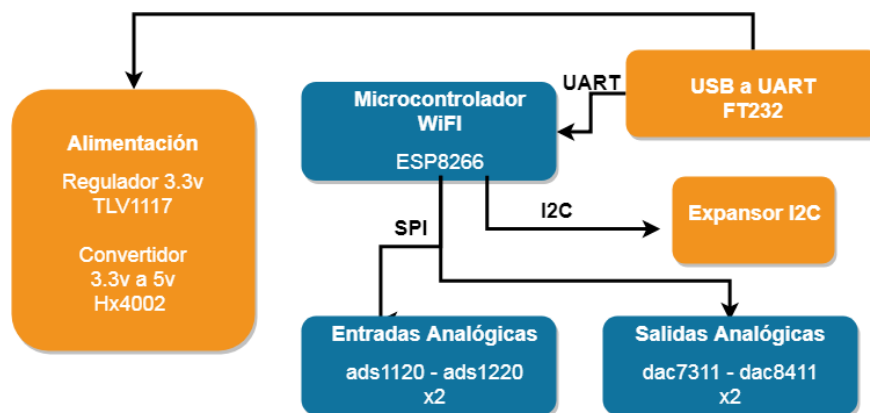 Alimentación
Regulador 3.3v
TLV1117
Convertidor
3.3v a 5v
Hx4002
Microcontrolador
WiFI
ESP8266
UART
USB a UART
FT232
I2C
Expansor I2C
SPI
Entradas Analógicas
ads1120 - ads1220
x2
Salidas Analógicas
dac7311 - dac8411
x2